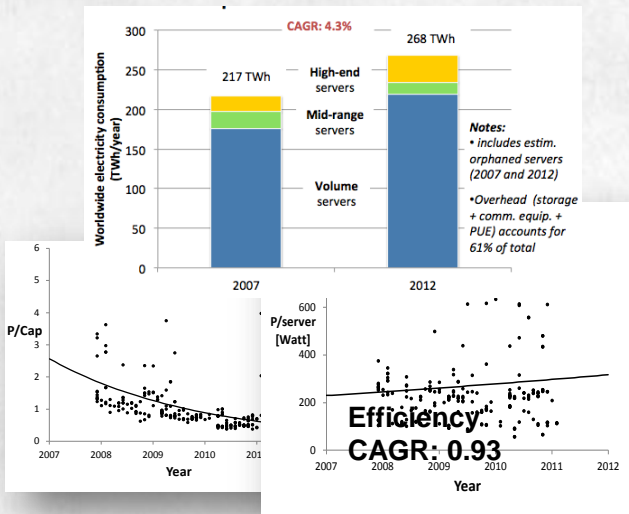 CAGR: 4.3%
268 TWh
217 TWh
Worldwide electricity consumption
(TWh/year)
300
250
200
150
100
50
0
High-end
servers
Mid-range
servers
Volume
servers
Notes:
• includes estim.
orphaned servers
(2007 and 2012)
•Overhead (storage
+ comm. equip. +
PUE) accounts for
61% of total
2007
2012
P/Cap
6
5
4
3
2
1
0
2007
2008
2009
2010
201
Year
P/server
[Watt]
600
400
200
0
2007
2008
2009
2010
2011
2012
Year
Efficiency
CAGR: 0.93